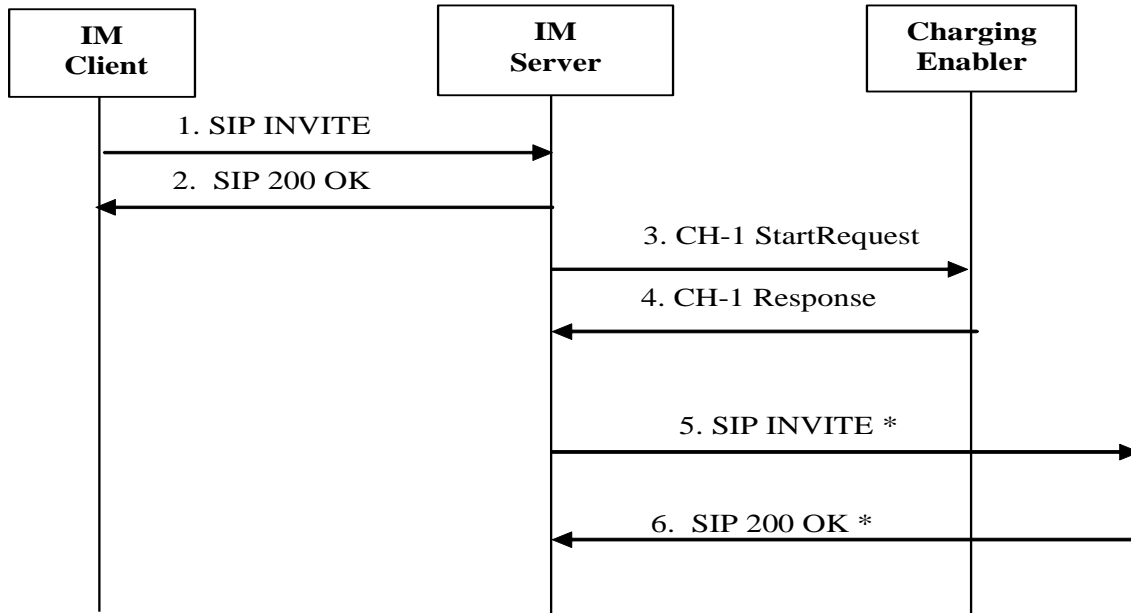 IM
Client
IM
Server
Charging
Enabler
1. SIP INVITE
2. SIP 200 OK
3. CH-1 StartRequest
4. CH-1 Response
5. SIP INVITE *
6. SIP 200 OK *